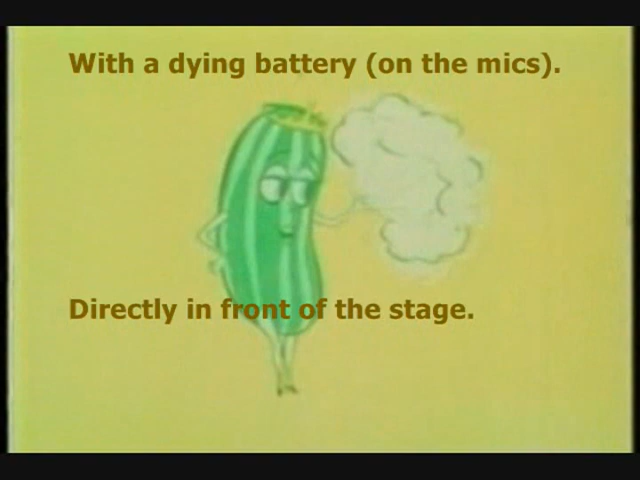 With a dying battery (on the mics).
Directly in front of the stage.